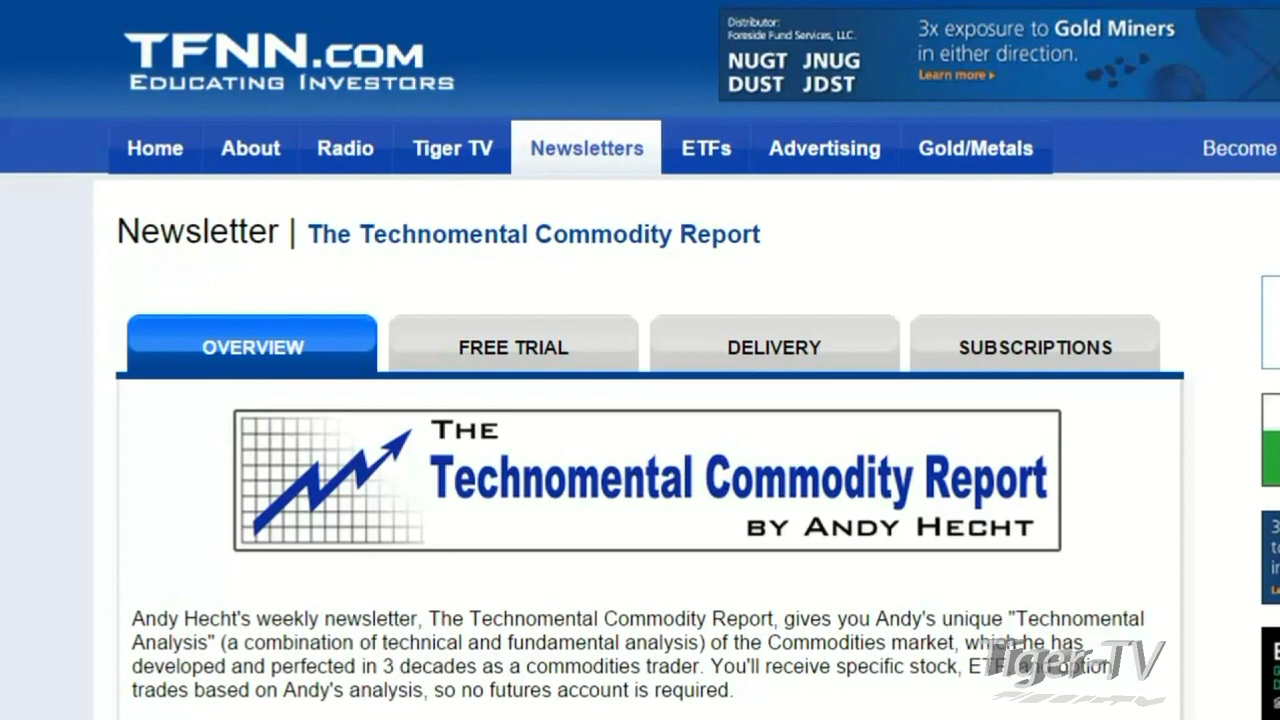 TFNN.COM
EDUCATING INVESTORS
Distributor:
Foreside Fund Services, LLC.
NUGT JNUG
DUST JDST
3x exposure to Gold Miners
in either direction.
Learn more
Home About Radio Tiger TV Newsletters ETFs Advertising Gold/Metals Become
Newsletter | The Technomental Commodity Report
OVERVIEW FREE TRIAL DELIVERY SUBSCRIPTIONS
THE
Technomental Commodity Report
BY ANDY HECHT
Andy Hecht's weekly newsletter, The Technomental Commodity Report, gives you Andy's unique "Technomental
Analysis" (a combination of technical and fundamental analysis) of the Commodities market, which he has
developed and perfected in 3 decades as a commodities trader. You'll receive specific stock, ETF and option
trades based on Andy's analysis, so no futures account is required.
Tiger TV